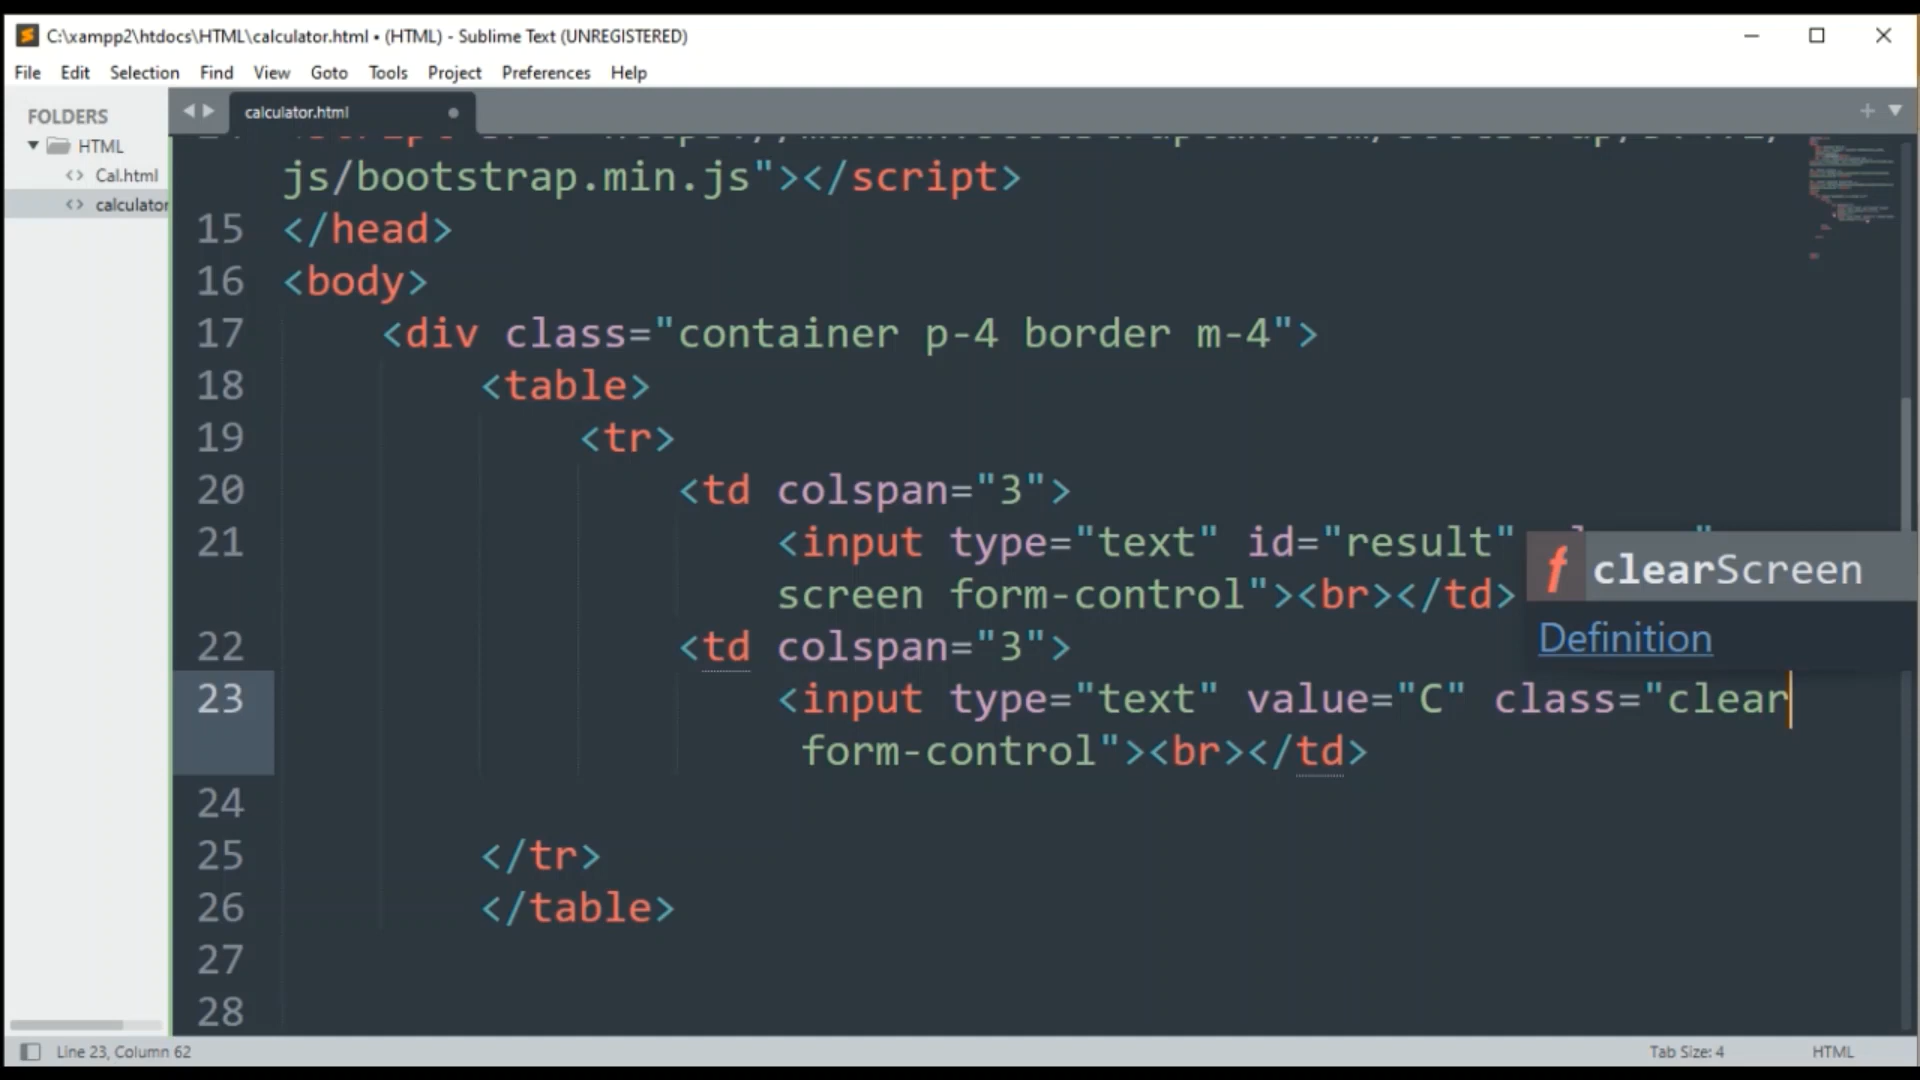 C:\xampp2\htdocs\HTML\calculator.html • (HTML) - Sublime Text (UNREGISTERED)
File Edit Selection Find View Goto Tools Project Preferences Help
FOLDERS
HTML
Cal.html
calculator
calculator.html
js/bootstrap.min.js"></script>
15 </head>
16 <body>
17 <div class="container p-4 border m-4">
18 <table>
19 <tr>
20 <td colspan="3">
21 <input type="text" id="result"
screen form-control"><br></td>
clearScreen
Definition
22 <td colspan="3">
23 <input type="text" value="C" class="clear
form-control"><br></td>
24
25 </tr>
26 </table>
27
28
Line 23, Column 62
Tab Size: 4
HTML